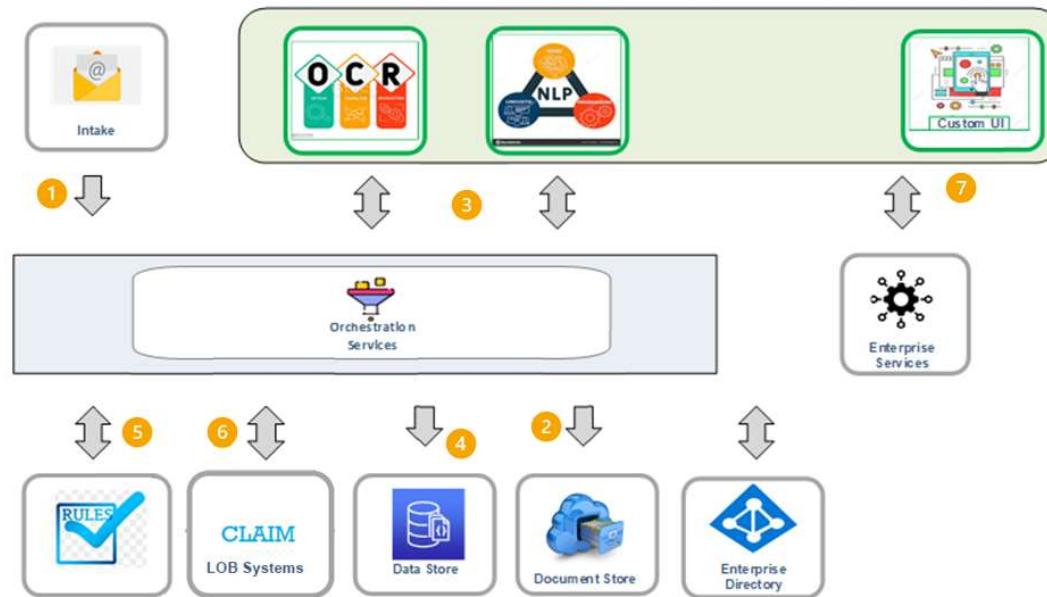 @
Intake
O C R
NLP
Custom UI
1
3
7
Orchestration
Services
Enterprise
Services
5
6
4
2
RULES
CLAIM
LOB Systems
Data Store
{}
Document Store
Enterprise
Directory